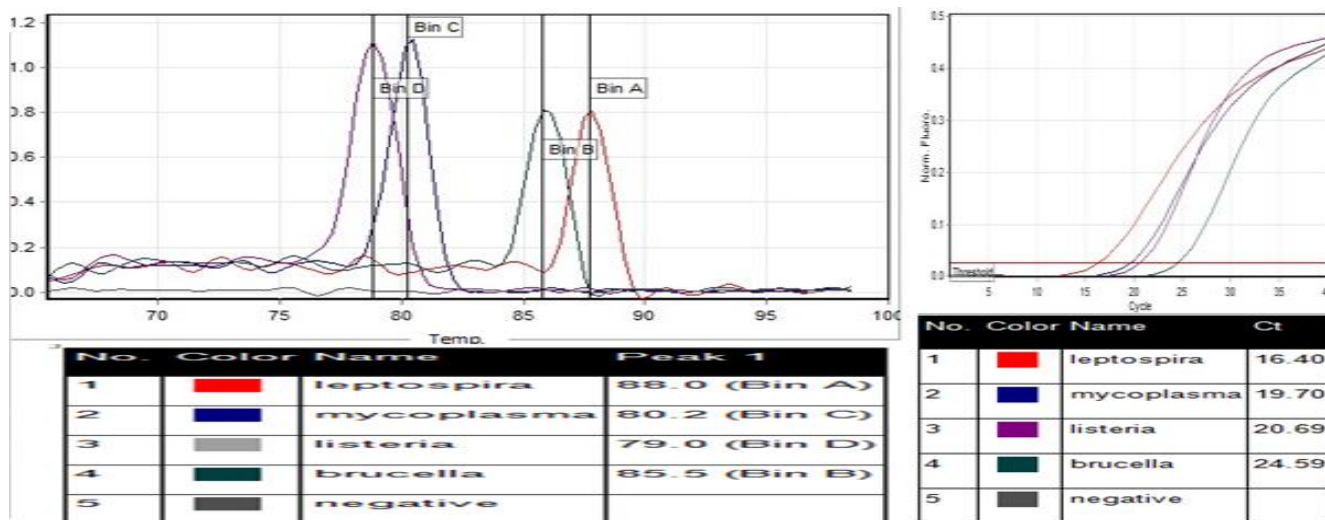 1.2
1.0
0.8
0.6
0.4
0.2
0.0
Bin C
Bin D
Bin A
Bin B
70 75 80 85 90 95 100
Temp.
No. Color Name Peak 1
1 leptospira 88.0 (Bin A)
2 mycoplasma 80.2 (Bin C)
3 listeria 79.0 (Bin D)
4 brucella 85.5 (Bin B)
5 negative
0.5
0.4
0.3
0.2
0.1
0.0
Norm. Fluoro.
Threshold
5 10 15 20 25 30 35 40
Cycle
No. Color Name Ct
1 leptospira 16.40
2 mycoplasma 19.70
3 listeria 20.69
4 brucella 24.59
5 negative